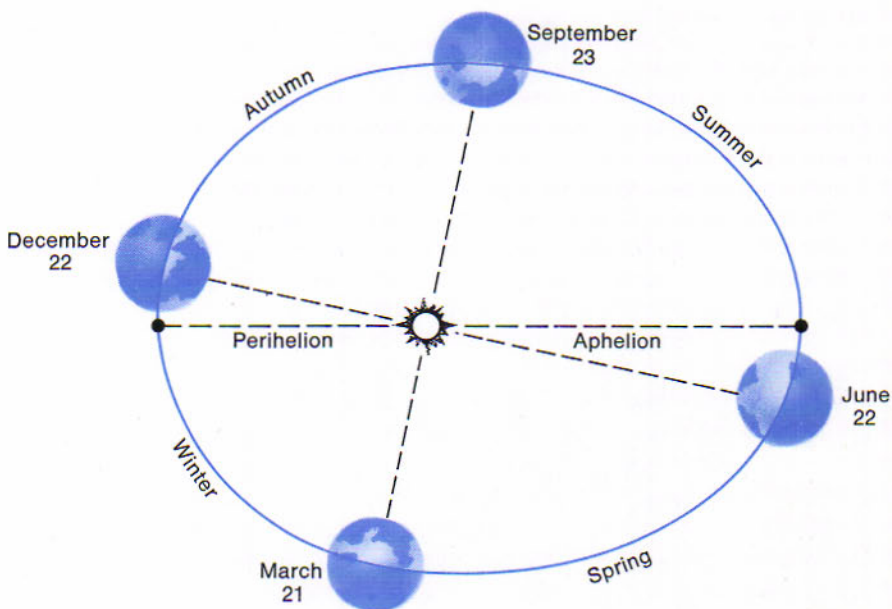 September
23
Autumn
Summer
December
22
Perihelion
Aphelion
June
22
Winter
March
21
Spring